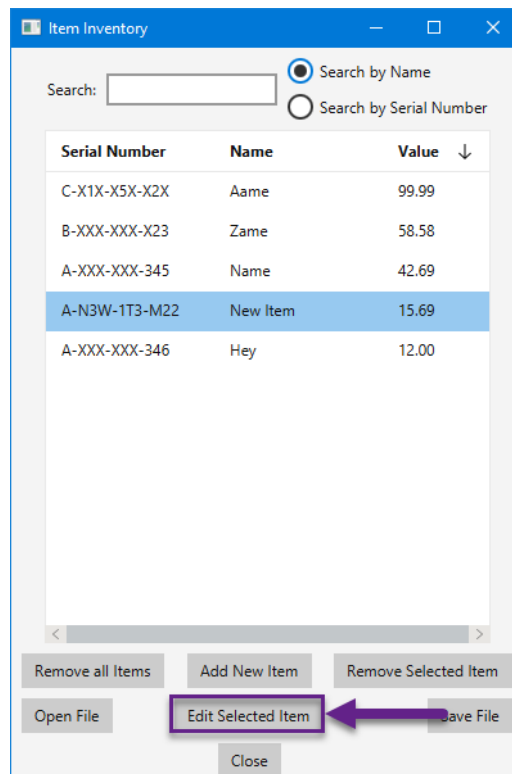 Item Inventory
Search by Name
Search:
Search by Serial Number
Serial Number Name Value
C-X1X-X5X-X2X Aame 99.99
B-XXX-XXX-X23 Zame 58.58
A-XXX-XXX-345 Name 42.69
A-N3W-1T3-M22 New Item 15.69
A-XXX-XXX-346 Hey 12.00
Remove all Items Add New Item Remove Selected Item
Open File Edit Selected Item Save File
Close